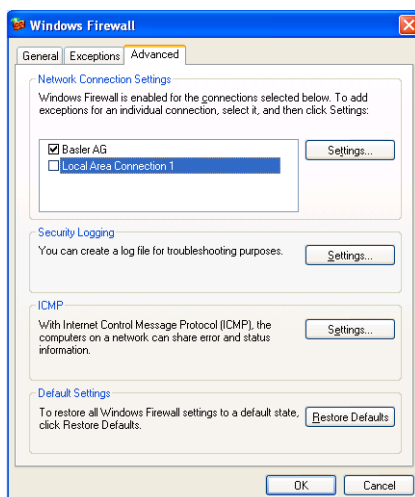 Windows Firewall
General Exceptions Advanced
Network Connection Settings
Windows Firewall is enabled for the connections selected below. To add
exceptions for an individual connection, select it, and then click Settings:
Basler AG
Local Area Connection 1
Settings...
Security Logging
You can create a log file for troubleshooting purposes.
Settings...
ICMP
With Internet Control Message Protocol (ICMP), the
computers on a network can share error and status
information.
Settings...
Default Settings
To restore all Windows Firewall settings to a default state,
click Restore Defaults.
Restore Defaults
OK Cancel